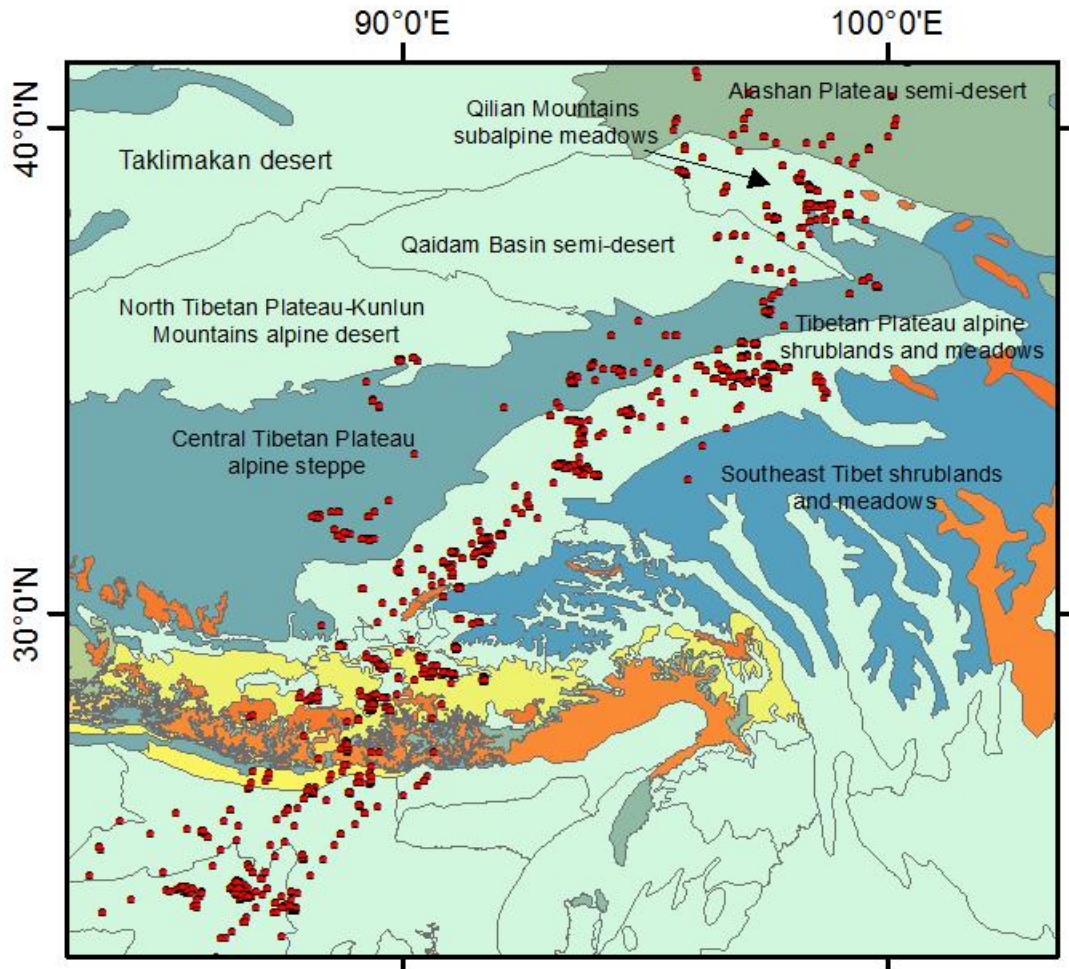 90°0'E
100°0'E
40°0'N
30°0'N
Alashan Plateau semi-desert
Qilian Mountains
subalpine meadows
Taklimakan desert
Qaidam Basin semi-desert
North Tibetan Plateau-Kunlun
Mountains alpine desert
Tibetan Plateau alpine
shrublands and meadows
Central Tibetan Plateau
alpine steppe
Southeast Tibet shrublands
and meadows